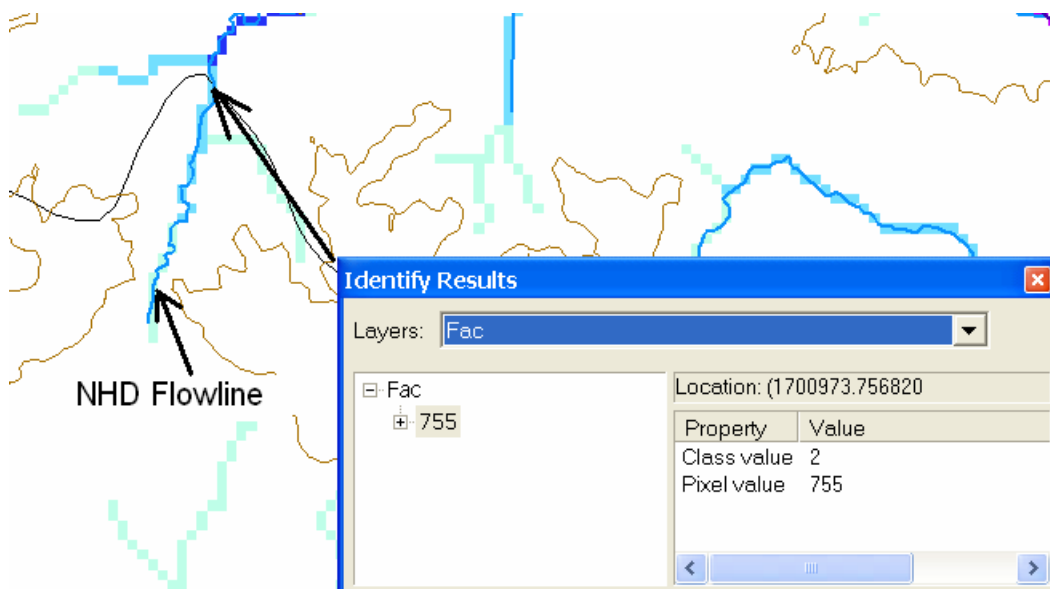 Identify Results
Layers: Fac
NHD Flowline
Fac
755
Location: (1700973.756820
Property Value
Class value 2
Pixel value 755